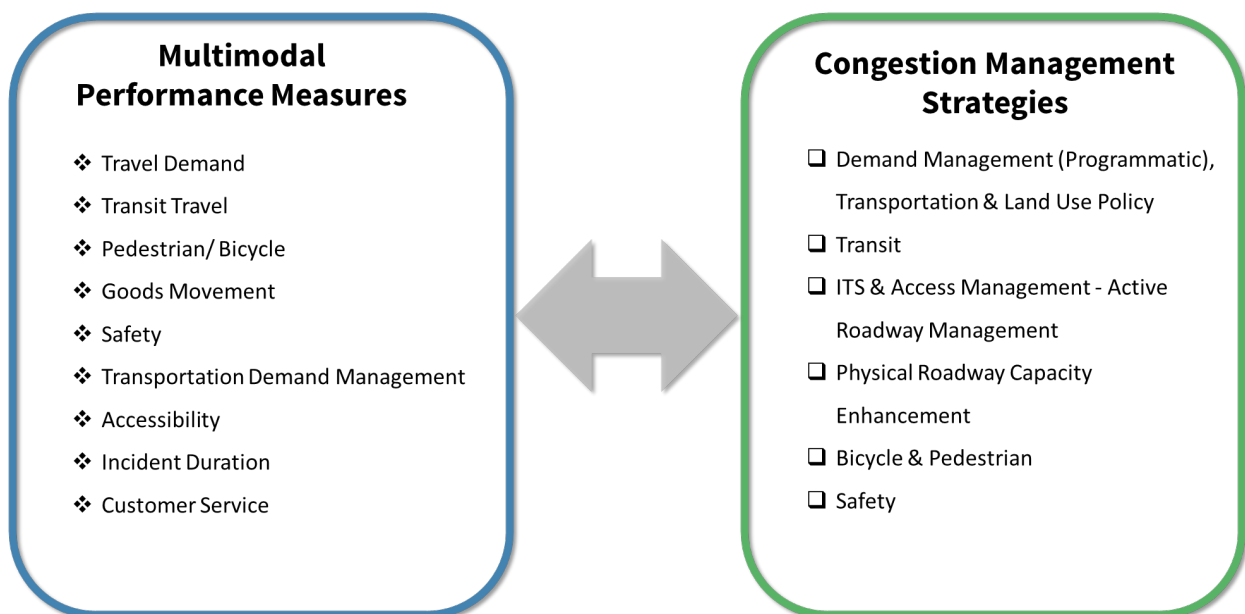 Multimodal
Performance Measures
❖ Travel Demand
❖ Transit Travel
❖ Pedestrian/ Bicycle
❖ Goods Movement
❖ Safety
❖ Transportation Demand Management
❖ Accessibility
❖ Incident Duration
❖ Customer Service
Congestion Management
Strategies
❑ Demand Management (Programmatic),
Transportation & Land Use Policy
❑ Transit
❑ ITS & Access Management - Active
Roadway Management
❑ Physical Roadway Capacity
Enhancement
❑ Bicycle & Pedestrian
❑ Safety